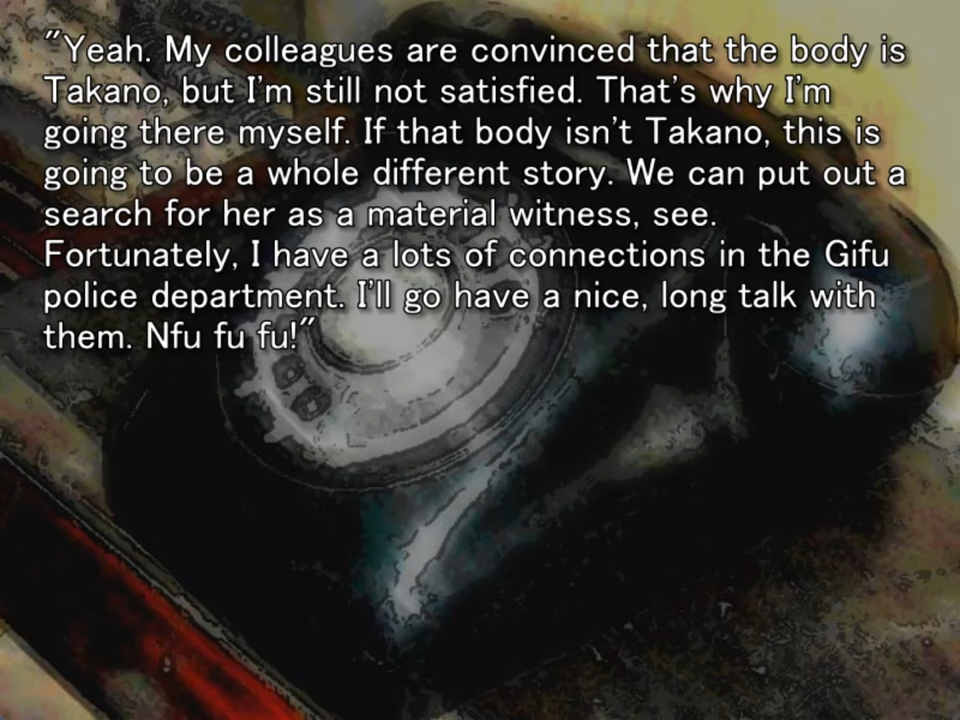 "Yeah. My colleagues are convinced that the body is
Takano, but I'm still not satisfied. That's why I'm
going there myself. If that body isn't Takano, this is
going to be a whole different story. We can put out a
search for her as a material witness, see.
Fortunately, I have a lots of connections in the Gifu
police department. I'll go have a nice, long talk with
them. Nfu fu fu!"